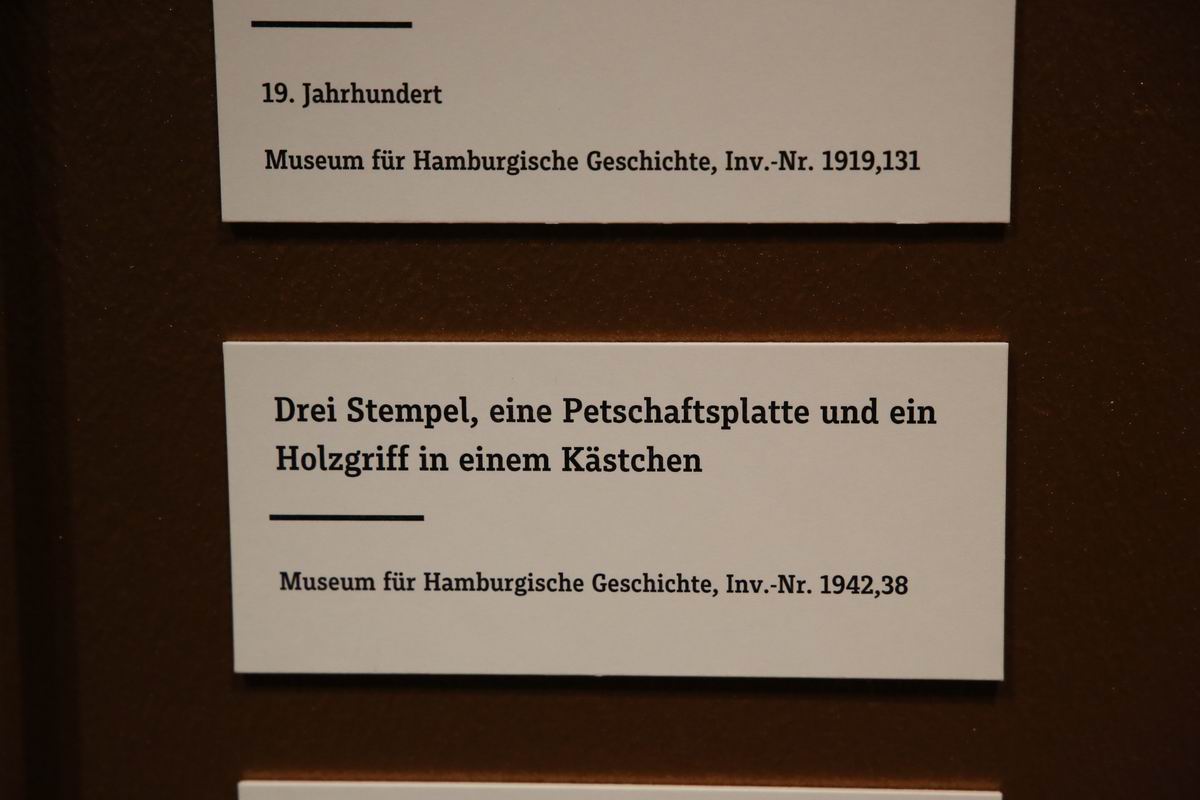 19. Jahrhundert
Museum für Hamburgische Geschichte, Inv.-Nr. 1919,131
Drei Stempel, eine Petschaftsplatte und ein
Holzgriff in einem Kästchen
Museum für Hamburgische Geschichte, Inv.-Nr. 1942,38